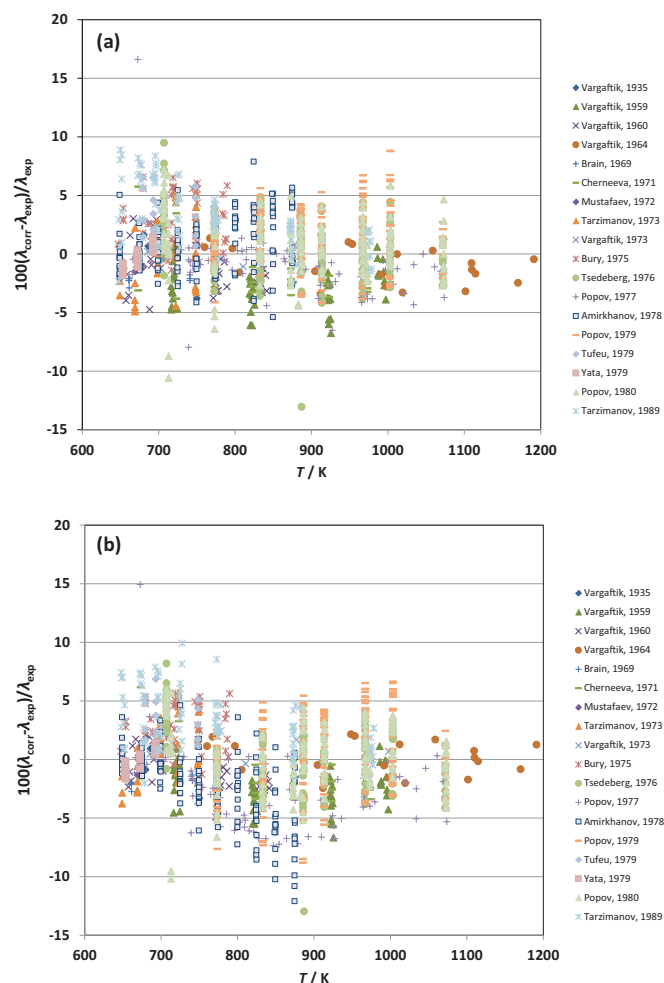 20
(a)
15
10
5
0
-5
-10
-15
600
700
800
900
1000
1100
1200
T / K
100(λcorr-λexp)/λexp
Vargaftik, 1935
Vargaftik, 1959
Vargaftik, 1960
Vargaftik, 1964
Brain, 1969
Cherneeva, 1971
Mustafaev, 1972
Tarzimanov, 1973
Vargaftik, 1973
Bury, 1975
Tsedeberg, 1976
Popov, 1977
Amirkhanov, 1978
Popov, 1979
Tufeu, 1979
Yata, 1979
Popov, 1980
Tarzimanov, 1989
20
(b)
15
10
5
0
-5
-10
-15
600
700
800
900
1000
1100
1200
T / K
100(λcorr-λexp)/λexp
Vargaftik, 1935
Vargaftik, 1959
Vargaftik, 1960
Vargaftik, 1964
Brain, 1969
Cherneeva, 1971
Mustafaev, 1972
Tarzimanov, 1973
Vargaftik, 1973
Bury, 1975
Tsedeberg, 1976
Popov, 1977
Amirkhanov, 1978
Popov, 1979
Tufeu, 1979
Yata, 1979
Popov, 1980
Tarzimanov, 1989